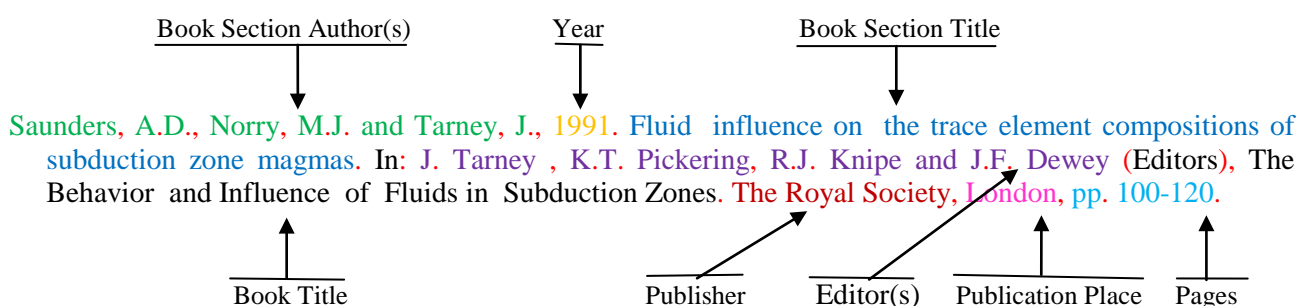 Book Section Author(s) Year Book Section Title
Saunders, A.D., Norry, M.J. and Tarney, J., 1991. Fluid influence on the trace element compositions of
subduction zone magmas. In: J. Tarney , K.T. Pickering, R.J. Knipe and J.F. Dewey (Editors), The
Behavior and Influence of Fluids in Subduction Zones. The Royal Society, London, pp. 100-120.
Book Title Publisher Editor(s) Publication Place Pages